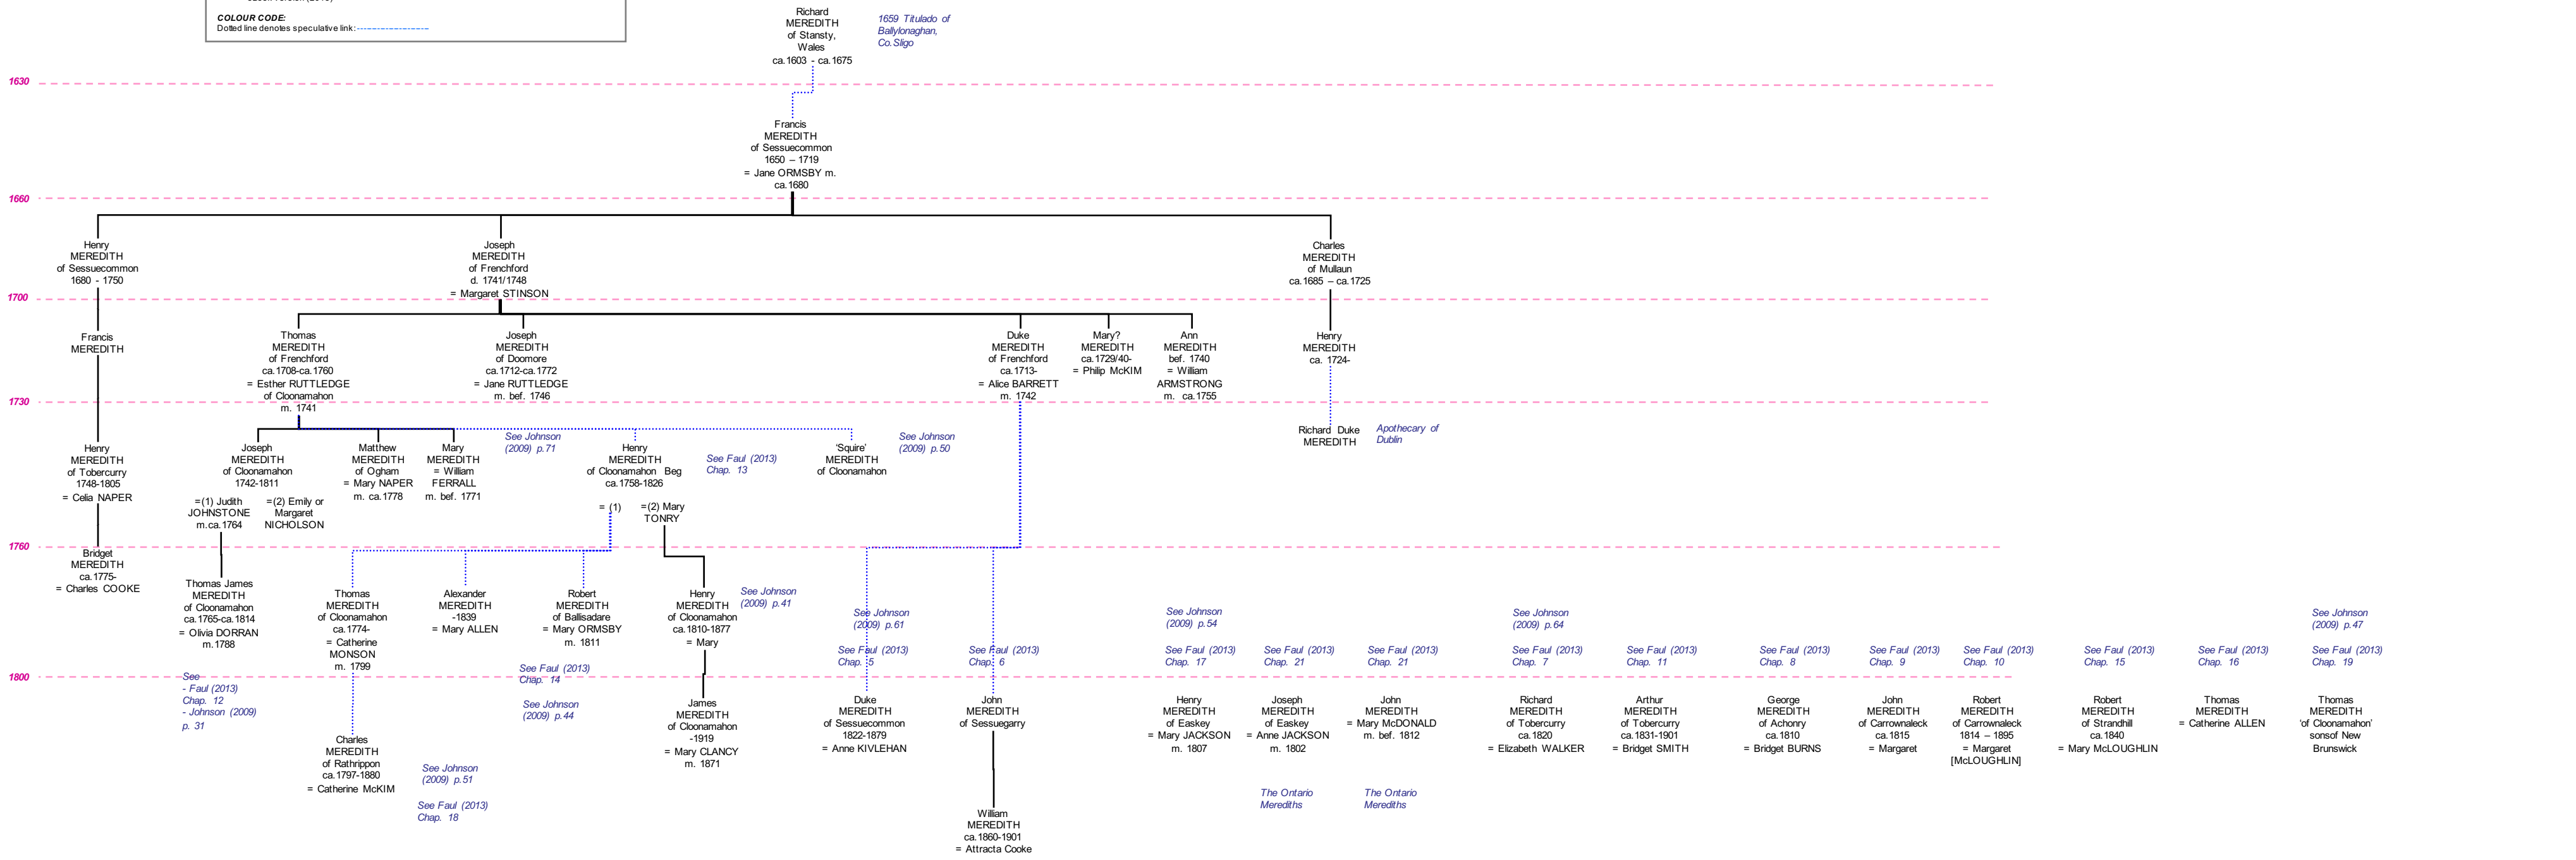 COLOUR CODE:
Dotted line denotes speculative link:
Richard
MEREDITH
of Stansty,
Wales
ca.1603 - ca.1675
1659 Titulado of
Ballylonaghan,
Co.Sligo
1630
Francis
MEREDITH
of Sessuecommon
1650 – 1719
= Jane ORMSBY m.
ca.1680
1660
Henry
MEREDITH
of Sessuecommon
1680 - 1750
Joseph
MEREDITH
of Frenchford
d. 1741/1748
= Margaret STINSON
Charles
MEREDITH
of Mullaun
ca.1685 – ca.1725
1700
Francis
MEREDITH
Thomas
MEREDITH
of Frenchford
ca.1708-ca.1760
= Esther RUTTLEDGE
of Cloonamahon
m. 1741
Joseph
MEREDITH
of Doomore
ca.1712-ca.1772
= Jane RUTTLEDGE
m. bef. 1746
Duke
MEREDITH
of Frenchford
ca.1713-
= Alice BARRETT
m. 1742
Mary?
MEREDITH
ca.1729/40-
= Philip McKIM
Ann
MEREDITH
bef. 1740
= William
ARMSTRONG
m. ca.1755
Henry
MEREDITH
ca. 1724-
1730
Henry
MEREDITH
of Tobercurry
1748-1805
= Celia NAPER
Joseph
MEREDITH
of Cloonamahon
1742-1811
=(1) Judith
JOHNSTONE
m.ca.1764
=(2) Emily or
Margaret
NICHOLSON
Matthew
MEREDITH
of Ogham
= Mary NAPER
m. ca.1778
Mary
MEREDITH
= William
FERRALL
m. bef. 1771
See Johnson
(2009) p.71
Henry
MEREDITH
of Cloonamahon Beg
ca.1758-1826
= (1)
=(2) Mary
TONRY
See Faul (2013)
Chap. 13
'Squire'
MEREDITH
of Cloonamahon
See Johnson
(2009) p.50
Richard Duke
MEREDITH
Apothecary of
Dublin
1760
Bridget
MEREDITH
ca.1775-
= Charles COOKE
Thomas James
MEREDITH
of Cloonamahon
ca.1765-ca.1814
= Olivia DORRAN
m.1788
See
- Faul (2013)
Chap. 12
- Johnson (2009)
p. 31
Thomas
MEREDITH
of Cloonamahon
ca.1774-
= Catherine
MONSON
m. 1799
Alexander
MEREDITH
-1839
= Mary ALLEN
Robert
MEREDITH
of Ballisadare
= Mary ORMSBY
m. 1811
See Faul (2013)
Chap. 14
See Johnson
(2009) p.44
Henry
MEREDITH
of Cloonamahon
ca.1810-1877
= Mary
See Johnson
(2009) p.41
See Johnson
(2009) p.61
See Faul (2013)
Chap. 5
See Faul (2013)
Chap. 6
See Johnson
(2009) p.54
See Faul (2013)
Chap. 17
See Faul (2013)
Chap. 21
See Faul (2013)
Chap. 21
See Johnson
(2009) p.64
See Faul (2013)
Chap. 7
See Faul (2013)
Chap. 11
See Faul (2013)
Chap. 8
See Faul (2013)
Chap. 9
See Faul (2013)
Chap. 10
See Faul (2013)
Chap. 15
See Faul (2013)
Chap. 16
See Johnson
(2009) p.47
See Faul (2013)
Chap. 19
1800
Charles
MEREDITH
of Rathrippon
ca.1797-1880
= Catherine McKIM
See Johnson
(2009) p.51
See Faul (2013)
Chap. 18
James
MEREDITH
of Cloonamahon
-1919
= Mary CLANCY
m. 1871
Duke
MEREDITH
of Sessuecommon
1822-1879
= Anne KIVLEHAN
John
MEREDITH
of Sessuegarry
William
MEREDITH
ca.1860-1901
= Attracta Cooke
Henry
MEREDITH
of Easkey
= Mary JACKSON
m. 1807
Joseph
MEREDITH
of Easkey
= Anne JACKSON
m. 1802
The Ontario
Merediths
John
MEREDITH
= Mary McDONALD
m. bef. 1812
The Ontario
Merediths
Richard
MEREDITH
of Tobercurry
ca.1820
= Elizabeth WALKER
Arthur
MEREDITH
of Tobercurry
ca.1831-1901
= Bridget SMITH
George
MEREDITH
of Achonry
ca.1810
= Bridget BURNS
John
MEREDITH
of Carrownaleck
ca.1815
= Margaret
Robert
MEREDITH
of Carrownaleck
1814 – 1895
= Margaret
[McLOUGHLIN]
Robert
MEREDITH
of Strandhill
ca.1840
= Mary McLOUGHLIN
Thomas
MEREDITH
= Catherine ALLEN
Thomas
MEREDITH
'of Cloonamahon'
sonsof New
Brunswick